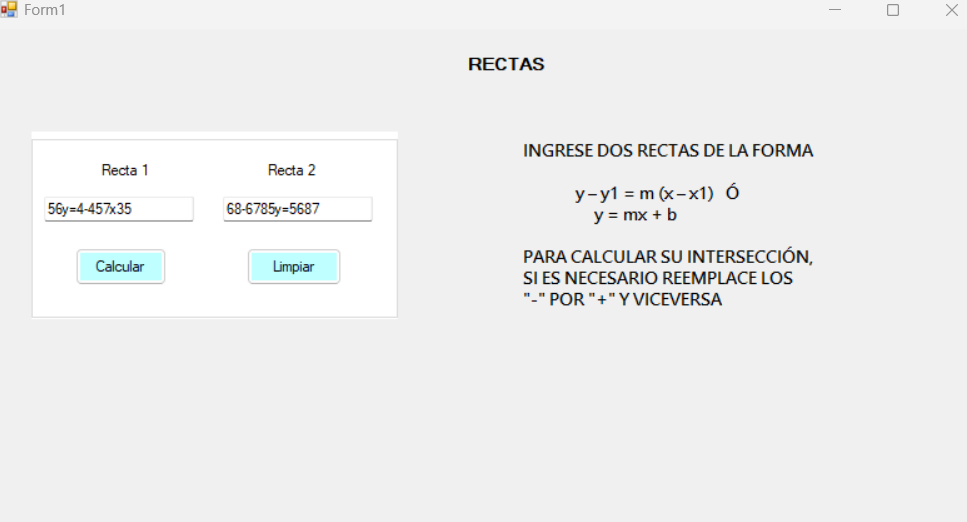 Form1
RECTAS
Recta 1 Recta 2
56y=4-457x35 68-6785y=5687
Calcular Limpiar
INGRESE DOS RECTAS DE LA FORMA
y – y1 = m (x – x1) Ó
y = mx + b
PARA CALCULAR SU INTERSECCIÓN,
SI ES NECESARIO REEMPLACE LOS
"-" POR "+" Y VICEVERSA